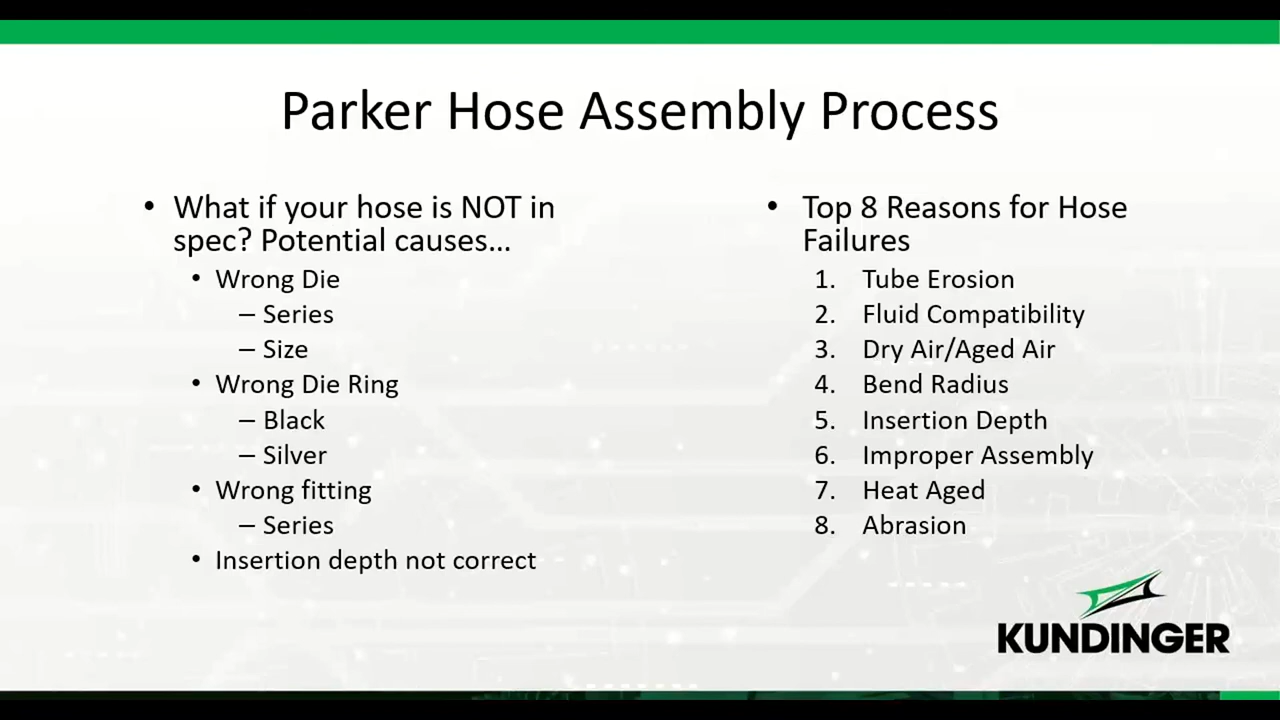 Parker Hose Assembly Process
• What if your hose is NOT in
spec? Potential causes...
• Wrong Die
– Series
– Size
• Wrong Die Ring
– Black
– Silver
• Wrong fitting
– Series
• Insertion depth not correct
• Top 8 Reasons for Hose
Failures
1. Tube Erosion
2. Fluid Compatibility
3. Dry Air/Aged Air
4. Bend Radius
5. Insertion Depth
6. Improper Assembly
7. Heat Aged
8. Abrasion
KUNDINGER